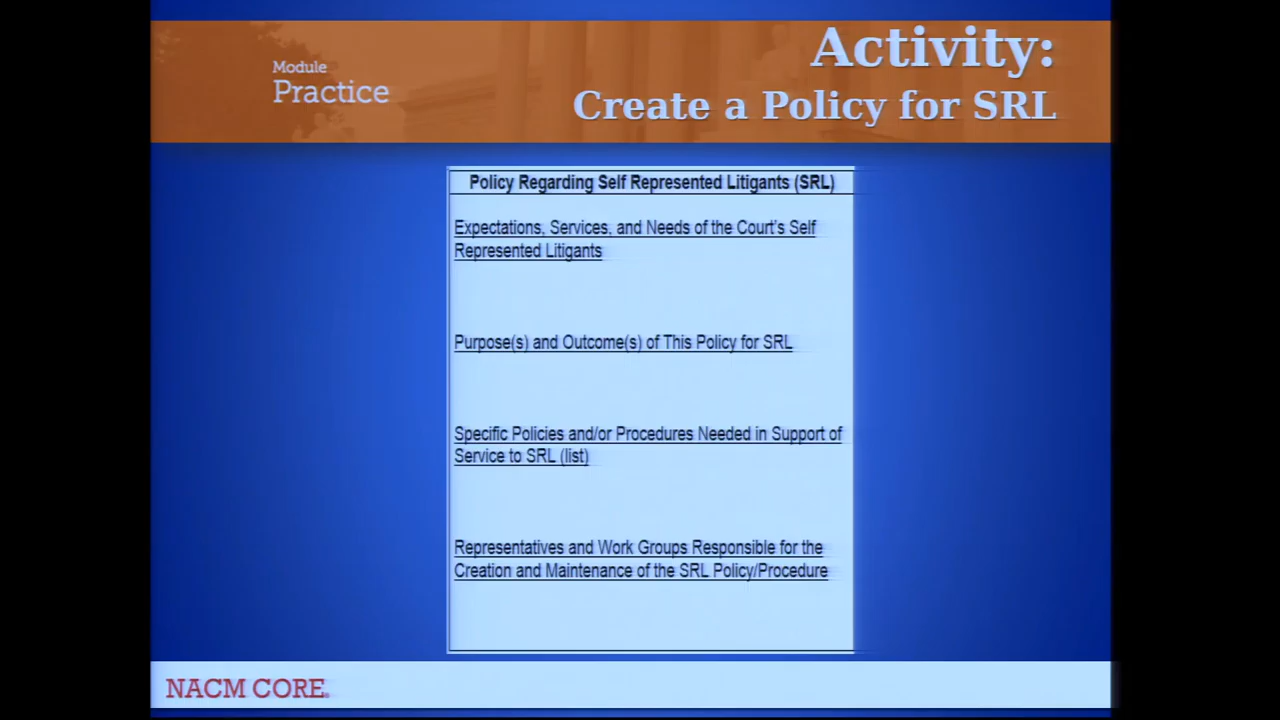 Module
Practice
Activity:
Create a Policy for SRL
Policy Regarding Self Represented Litigants (SRL)
Expectations, Services, and Needs of the Court's Self
Represented Litigants
Purpose(s) and Outcome(s) of This Policy for SRL
Specific Policies and/or Procedures Needed in Support of
Service to SRL (list)
Representatives and Work Groups Responsible for the
Creation and Maintenance of the SRL Policy/Procedure
NACM CORE®